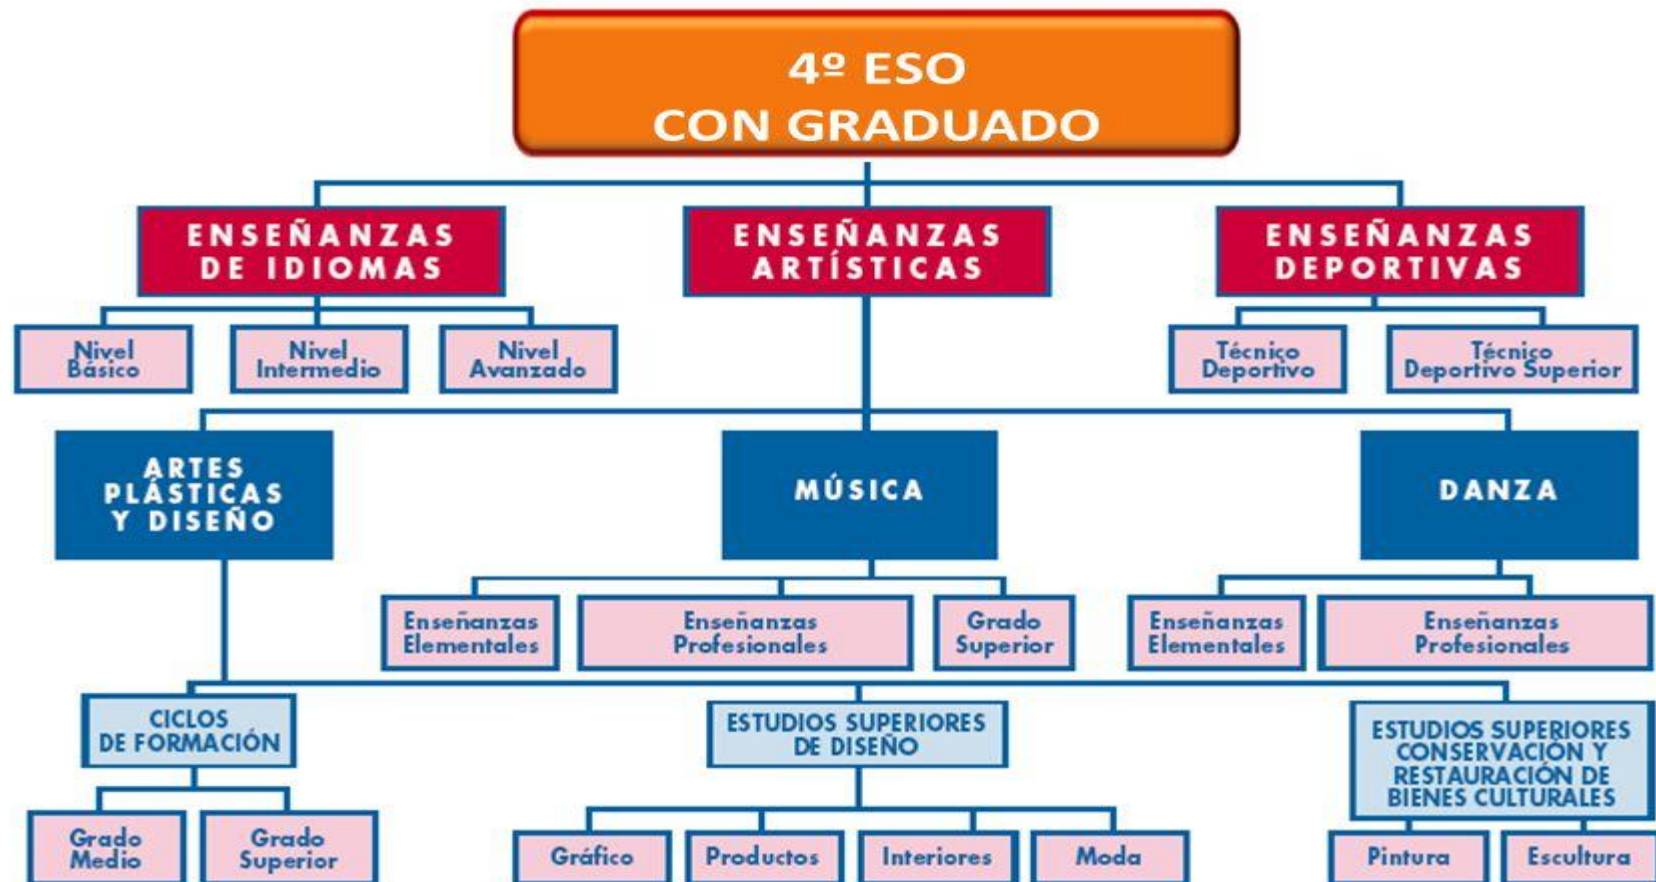 4º ESO
CON GRADUADO
ENSEÑANZAS
DE IDIOMAS
ENSEÑANZAS
ARTÍSTICAS
ENSEÑANZAS
DEPORTIVAS
Nivel
Básico
Nivel
Intermedio
Nivel
Avanzado
Técnico
Deportivo
Técnico
Deportivo Superior
ARTES
PLÁSTICAS
Y DISEÑO
MÚSICA
DANZA
Enseñanzas
Elementales
Enseñanzas
Profesionales
Grado
Superior
Enseñanzas
Elementales
Enseñanzas
Profesionales
CICLOS
DE FORMACIÓN
ESTUDIOS SUPERIORES
DE DISEÑO
ESTUDIOS SUPERIORES
CONSERVACIÓN Y
RESTAURACIÓN DE
BIENES CULTURALES
Grado
Medio
Grado
Superior
Gráfico
Productos
Interiores
Moda
Pintura
Escultura